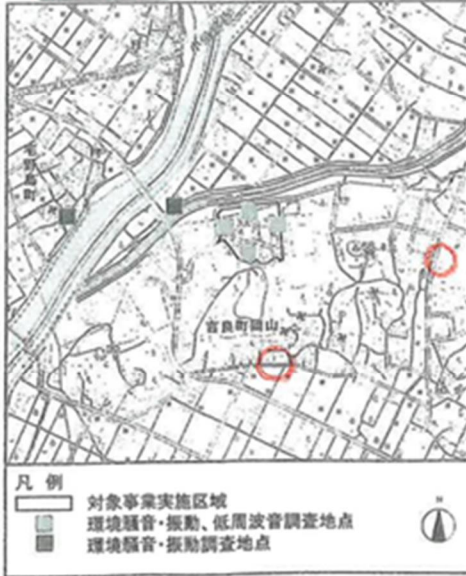 吉良町岡山
凡 例
対象事業実施区域
環境騒音・振動、低周波音調査地点
環境騒音・振動調査地点
N